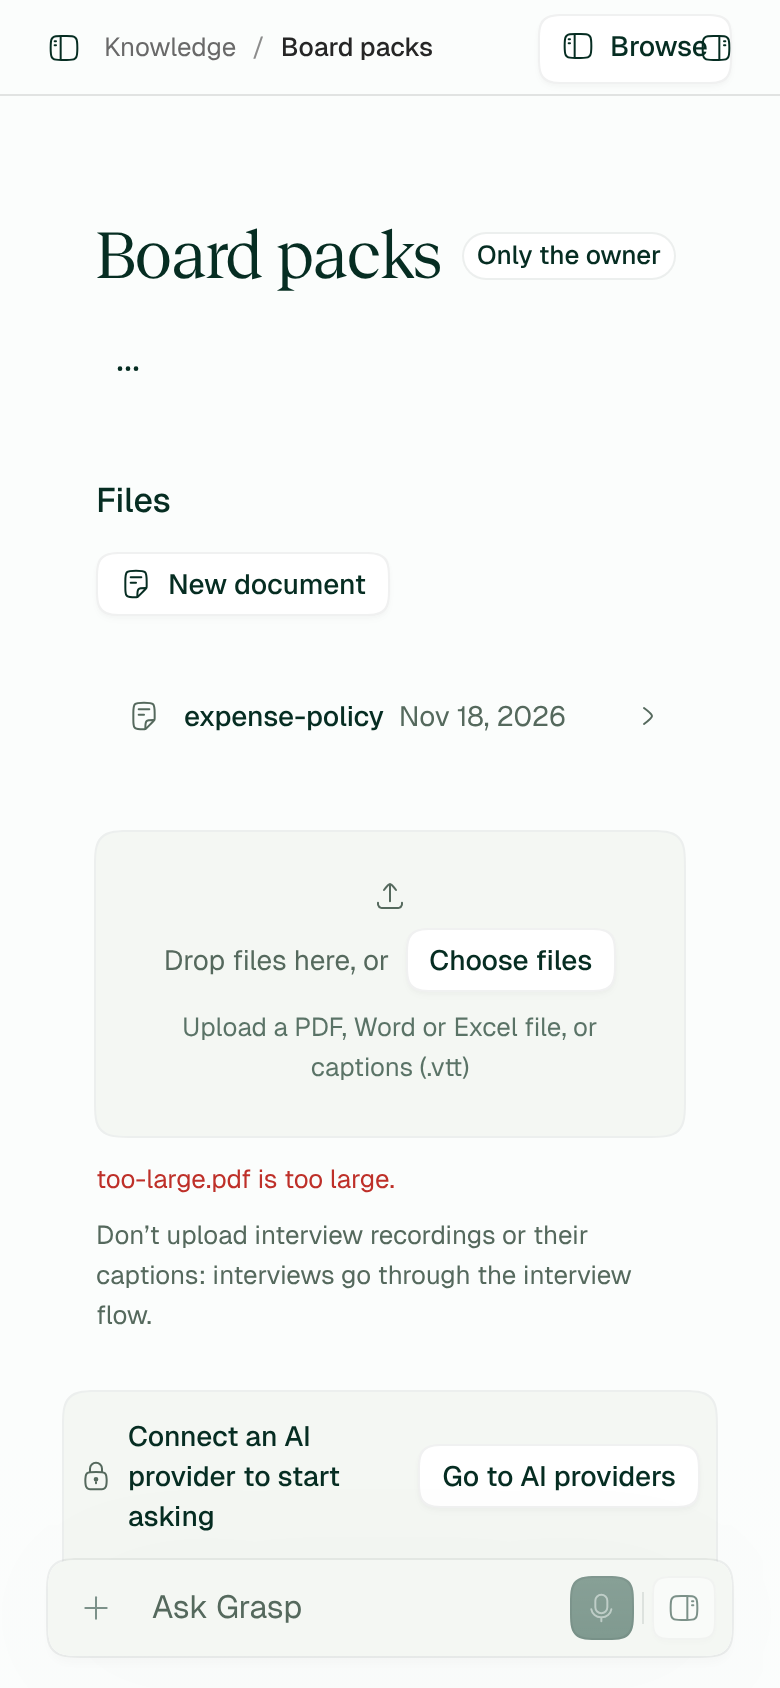 Knowledge / Board packs
Browse
Board packs
Only the owner
...
Files
New document
expense-policy Nov 18, 2026
Drop files here, or Choose files
Upload a PDF, Word or Excel file, or
captions (.vtt)
too-large.pdf is too large.
Don’t upload interview recordings or their
captions: interviews go through the interview
flow.
Connect an AI
provider to start
asking
Go to AI providers
Ask Grasp